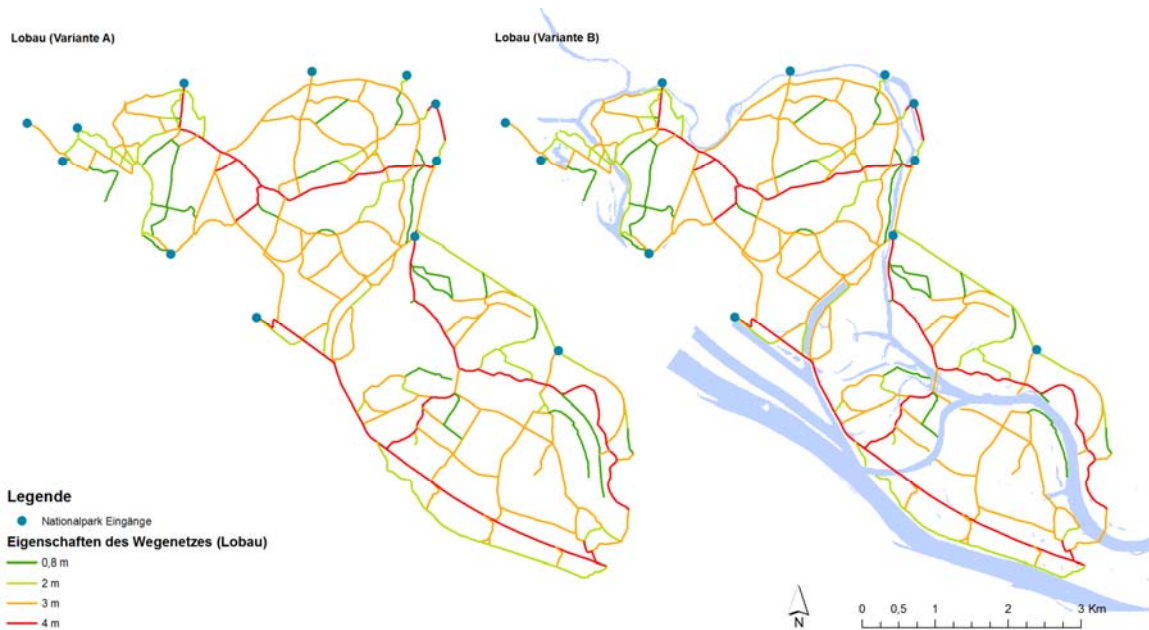 Lobau (Variante A)
Lobau (Variante B)
Legende
Nationalpark Eingänge
Eigenschaften des Wegenetzes (Lobau)
0,8 m
2 m
3 m
4 m
N
0 0,5 1 2 3 Km